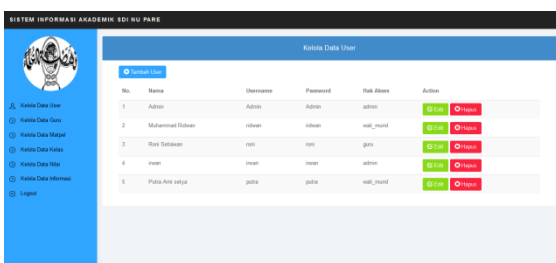 SISTEM INFORMASI AKADEMIK SDI NU PARE
Kelola Data User
Kelola Data Guru
Kelola Data Matpel
Kelola Data Kelas
Kelola Data Nilai
Kelola Data Informasi
Logout
Kelola Data User
Tambah User
No. Nama Username Password Hak Akses Action
1 Admin Admin Admin admin Edit Hapus
2 Muhammad Ridwan ridwan ridwan wali_murid Edit Hapus
3 Roni Setiawan roni roni guru Edit Hapus
4 irwan irwan irwan admin Edit Hapus
5 Putra Arie setya putra putra wali_murid Edit Hapus